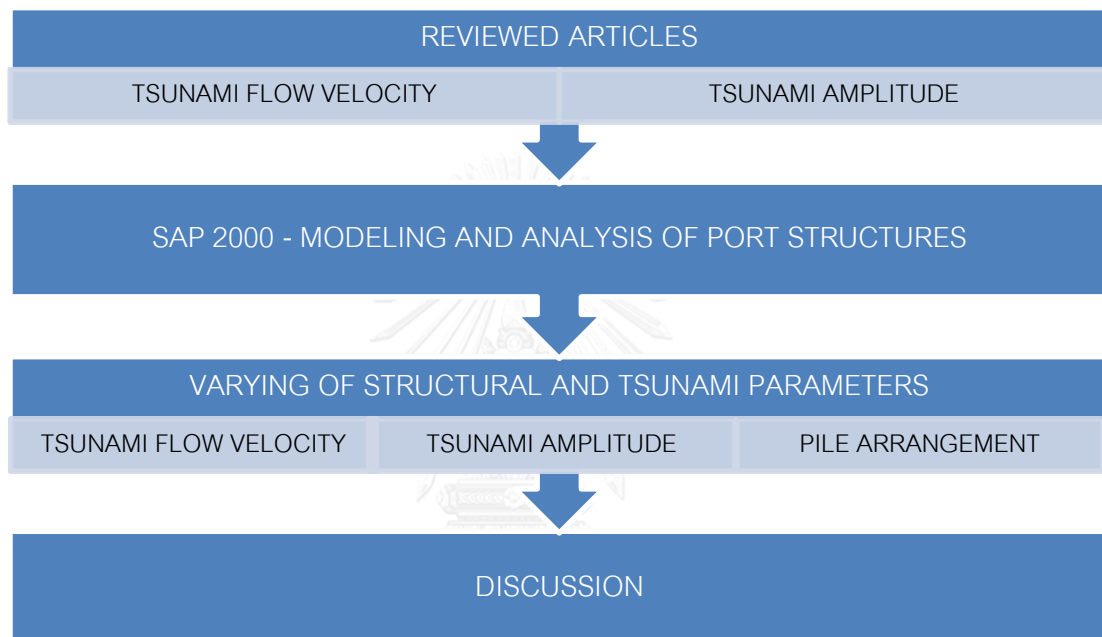 REVIEWED ARTICLES
TSUNAMI FLOW VELOCITY TSUNAMI AMPLITUDE
SAP 2000 - MODELING AND ANALYSIS OF PORT STRUCTURES
VARYING OF STRUCTURAL AND TSUNAMI PARAMETERS
TSUNAMI FLOW VELOCITY TSUNAMI AMPLITUDE PILE ARRANGEMENT
DISCUSSION